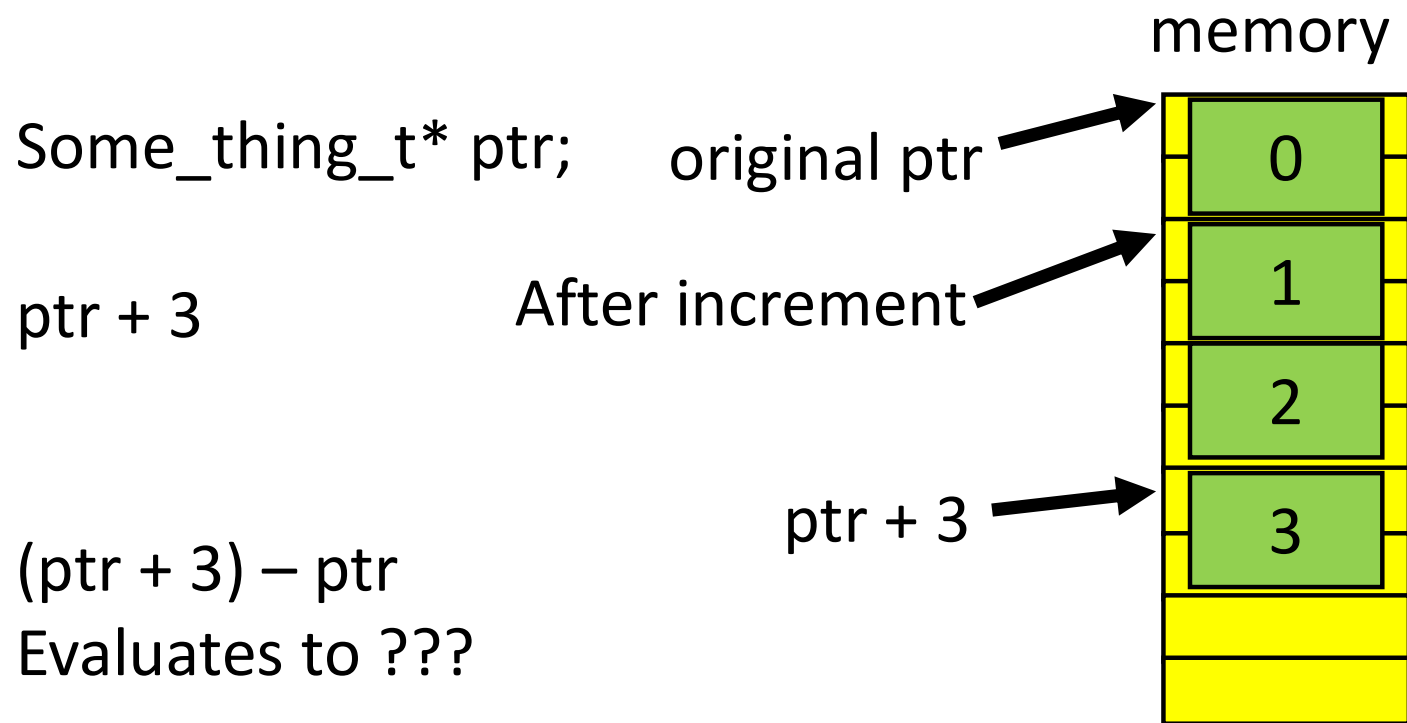 memory
Some_thing_t* ptr;
original ptr
0
After increment
1
ptr + 3
2
ptr + 3
3
(ptr + 3) – ptr
Evaluates to ???